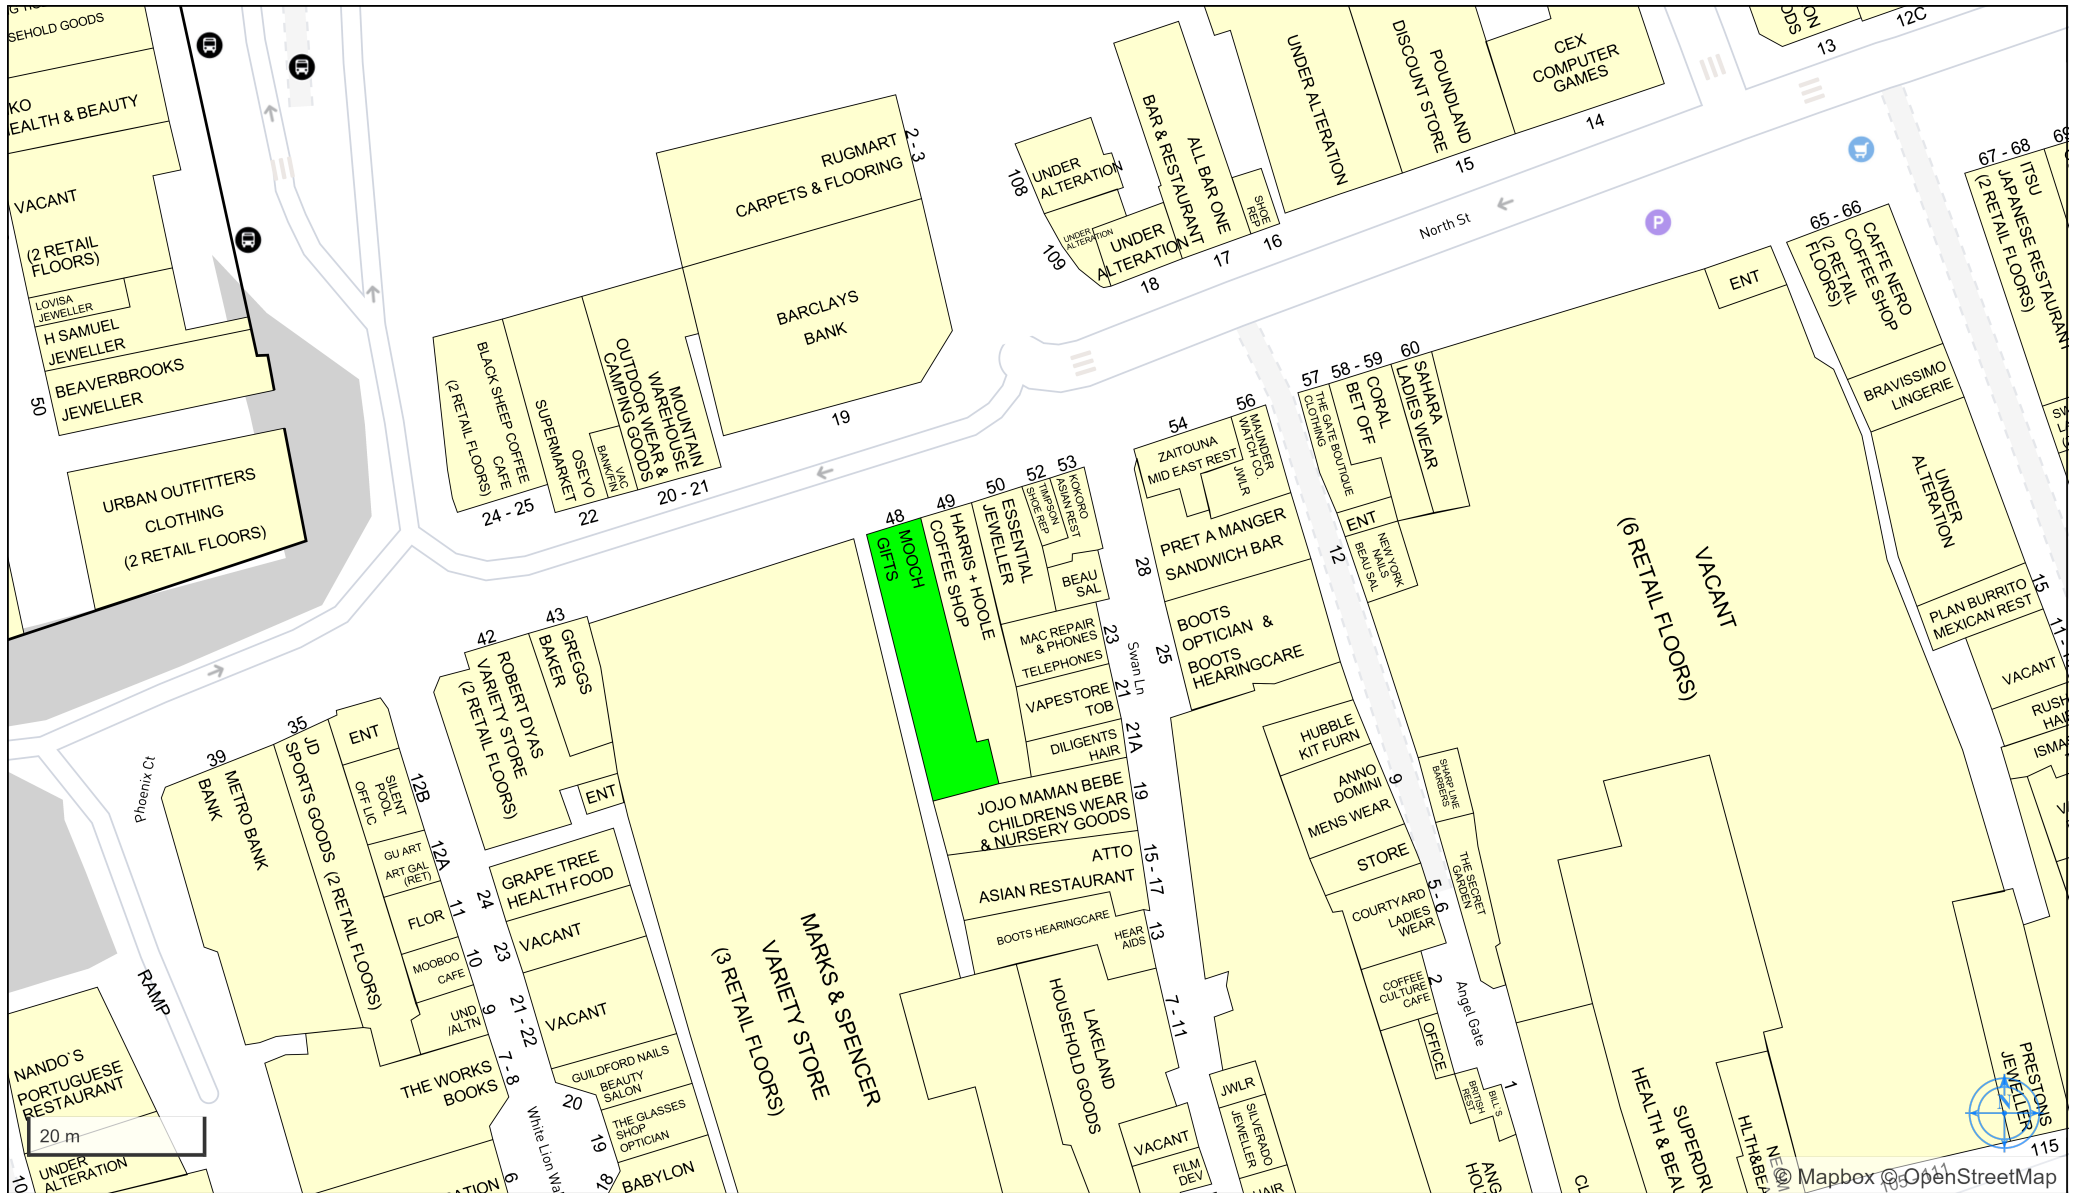 SEHOLD GOODS
KO
EALTH & BEAUTY
VACANT
(2 RETAIL
FLOORS)
LOVISA
JEWELLER
H SAMUEL
JEWELLER
BEAVERBROOKS
JEWELLER
50
URBAN OUTFITTERS
CLOTHING
(2 RETAIL FLOORS)
BLACK SHEEP COFFEE
CAFE
(2 RETAIL FLOORS)
24 - 25
OSEYO
SUPERMARKET
22
VAC
BANK/FIN
MOUNTAIN
WAREHOUSE
OUTDOOR WEAR &
CAMPING GOODS
20 - 21
RUGMART
CARPETS & FLOORING
2 - 3
BARCLAYS
BANK
19
108
UNDER
ALTERATION
109
UNDER
ALTERATION
UNDER
ALTERATION
18
ALL BAR ONE
BAR & RESTAURANT
17
SHOE
REP
16
UNDER ALTERATION
POUNDLAND
DISCOUNT STORE
15
CEX
COMPUTER
GAMES
14
13
12C
North St
P
67 - 68
ITSU
JAPANESE RESTAURANT
(2 RETAIL FLOORS)
65 - 66
CAFFE NERO
COFFEE SHOP
(2 RETAIL
FLOORS)
BRAVISSIMO
LINGERIE
UNDER
ALTERATION
PLAN BURRITO
MEXICAN REST
15
VACANT
ENT
60
SAHARA
LADIES WEAR
58 - 59
CORAL
BET OFF
57
THE GATE BOUTIQUE
CLOTHING
ENT
NEW YORK
NAILS
BEAU SAL
12
VACANT
(6 RETAIL FLOORS)
56
MAUNDER
WATCH CO.
JWLR
54
ZAITOUNA
MID EAST REST
PRET A MANGER
SANDWICH BAR
28
BOOTS
OPTICIAN &
BOOTS
HEARINGCARE
25
53
KOKORO
ASIAN REST
52
TIMPSON
SHOE REP
50
ESSENTIAL
JEWELLER
49
HARRIS + HOOLE
COFFEE SHOP
48
MOOCH
GIFTS
BEAU
SAL
MAC REPAIR
& PHONES
TELEPHONES
23
Swan Ln
VAPESTORE
TOB
21
DILIGENTS
HAIR
21A
JOJO MAMAN BEBE
CHILDRENS WEAR
& NURSERY GOODS
19
ATTO
ASIAN RESTAURANT
15 - 17
BOOTS HEARINGCARE
HEAR
AIDS
13
LAKELAND
HOUSEHOLD GOODS
7 - 11
VACANT
FILM
DEV
JWLR
SILVERADO
JEWELLER
HAIR
HUBBLE
KIT FURN
ANNO
DOMINI
MENS WEAR
9
STORE
COURTYARD
LADIES
WEAR
5 - 6
COFFEE
CULTURE
CAFE
2
OFFICE
Angel Gate
BRITISH
REST
BILL'S
1
SHARP LINE
BARBERS
THE SECRET
GARDEN
PRESTONS
JEWELLER
N
115
43
GREGGS
BAKER
42
ROBERT DYAS
VARIETY STORE
(2 RETAIL FLOORS)
ENT
GRAPE TREE
HEALTH FOOD
24
VACANT
23
VACANT
21 - 22
GUILDFORD NAILS
BEAUTY
SALON
20
THE GLASSES
SHOP
OPTICIAN
19
BABYLON
18
MARKS & SPENCER
VARIETY STORE
(3 RETAIL FLOORS)
Phoenix Ct
39
METRO BANK
BANK
35
JD
SPORTS GOODS (2 RETAIL FLOORS)
ENT
SILENT
POOL
OFF LIC
12B
GU ART
ART GAL
(RET)
12A
FLOR
11
MOOBOO
CAFE
10
UND
/ALTN
9
THE WORKS
BOOKS
7 - 8
6
RAMP
NANDO`S
PORTUGUESE
RESTAURANT
20 m
UNDER
ALTERATION
10
© Mapbox © OpenStreetMap